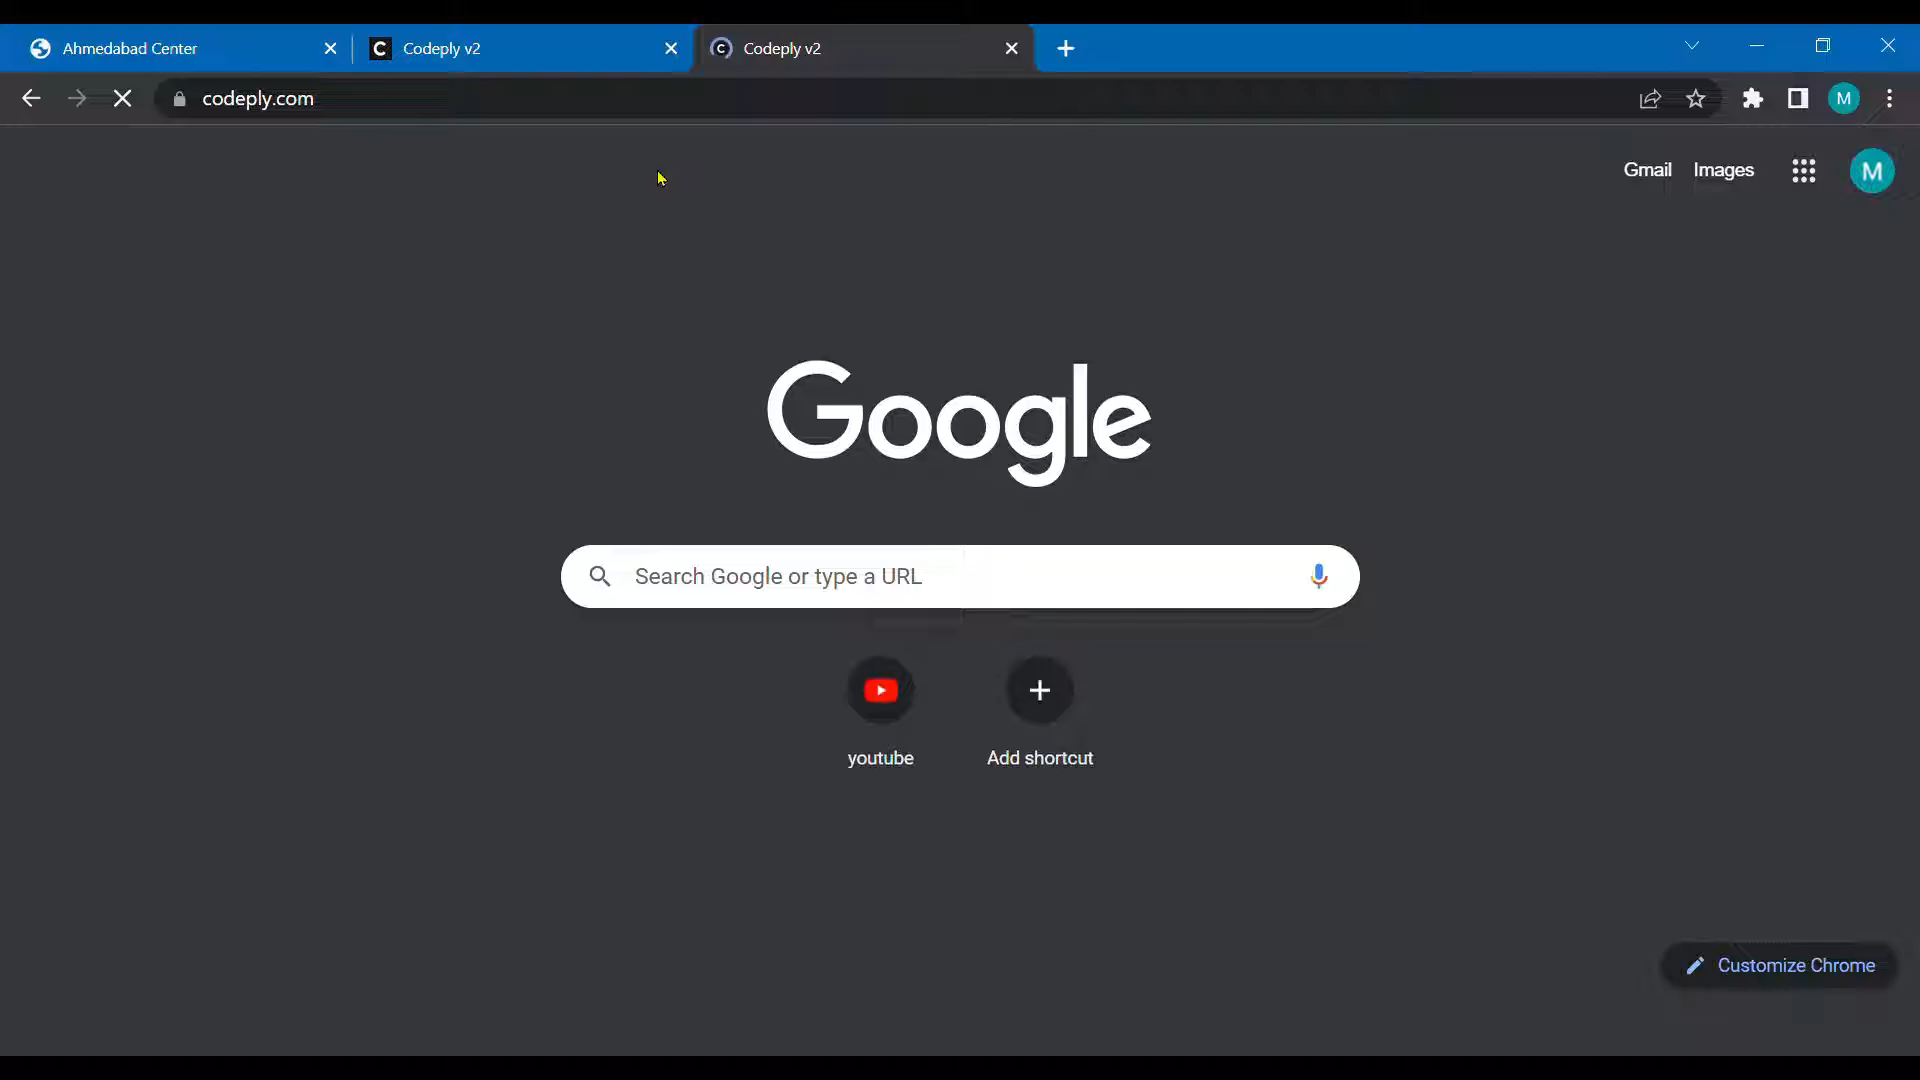 Ahmedabad Center
Codeply v2
Codeply v2
codeply.com
M
Gmail Images
M
Google
Search Google or type a URL
youtube
Add shortcut
Customize Chrome